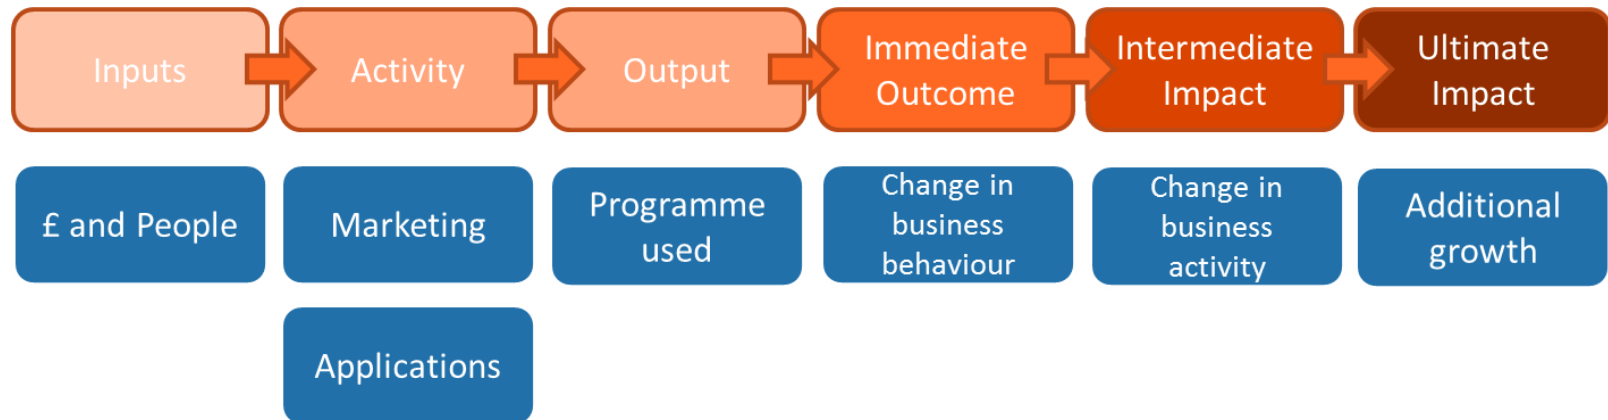 Inputs
Activity
Output
Immediate
Outcome
Intermediate
Impact
Ultimate
Impact
£ and People
Marketing
Programme
used
Change in
business
behaviour
Change in
business
activity
Additional
growth
Applications